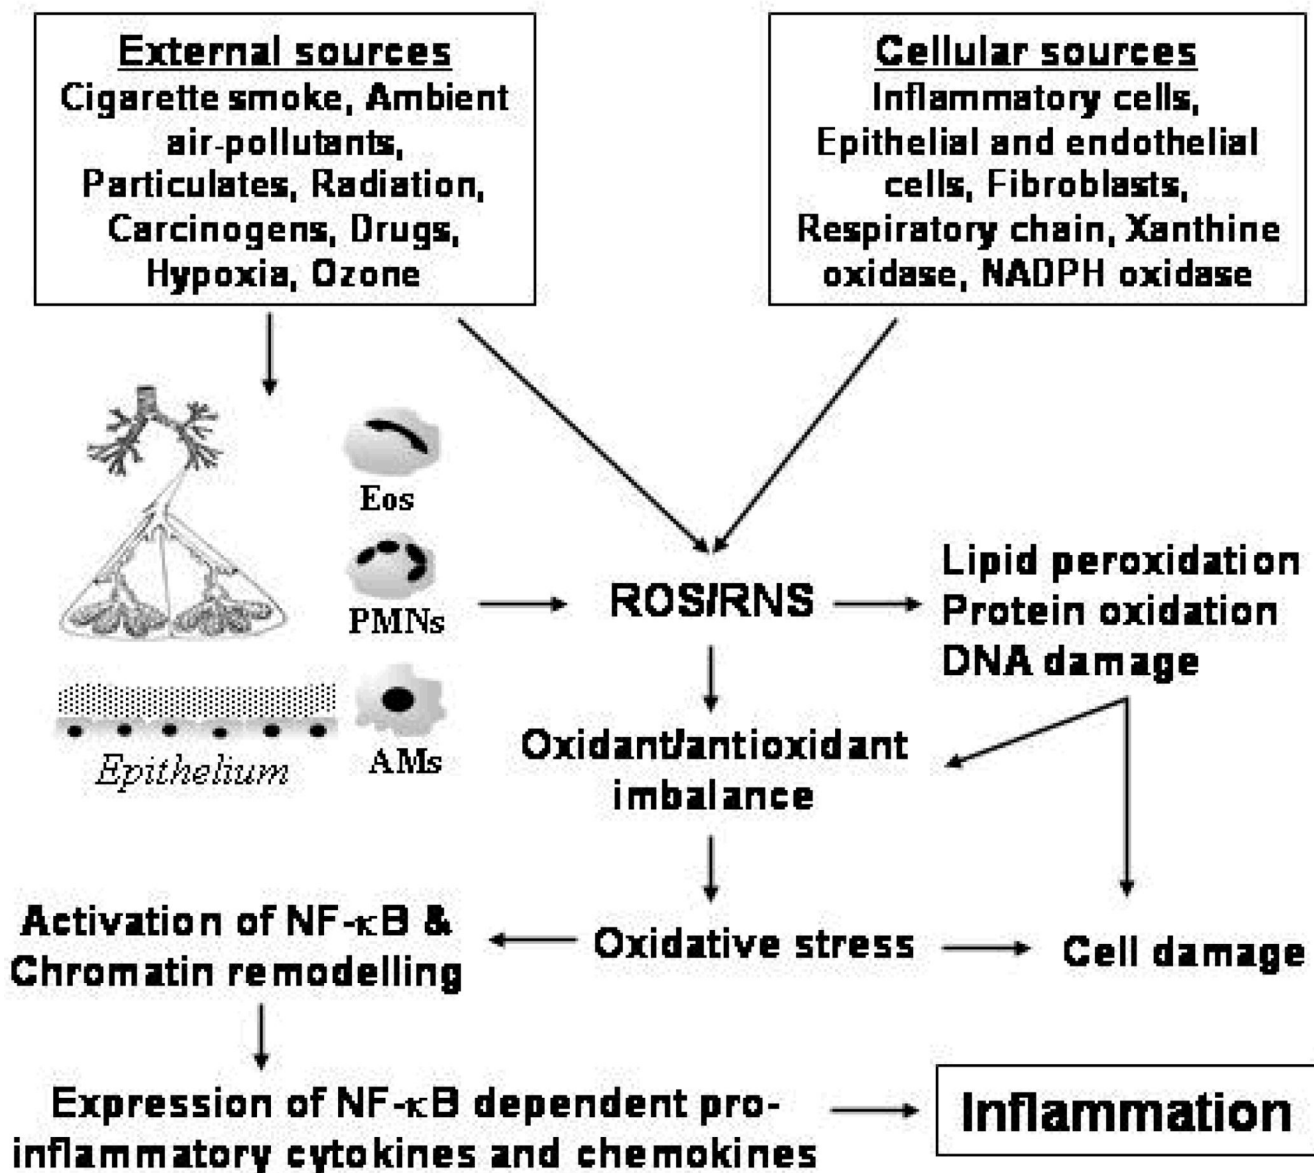 External sources
Cigarette smoke, Ambient
air-pollutants,
Particulates, Radiation,
Carcinogens, Drugs,
Hypoxia, Ozone
Cellular sources
Inflammatory cells,
Epithelial and endothelial
cells, Fibroblasts,
Respiratory chain, Xanthine
oxidase, NADPH oxidase
Eos
PMNs
AMs
Epithelium
ROS/RNS
Lipid peroxidation
Protein oxidation
DNA damage
Oxidant/antioxidant
imbalance
Activation of NF-κB &
Chromatin remodelling
Oxidative stress
Cell damage
Expression of NF-κB dependent pro-
inflammatory cytokines and chemokines
Inflammation